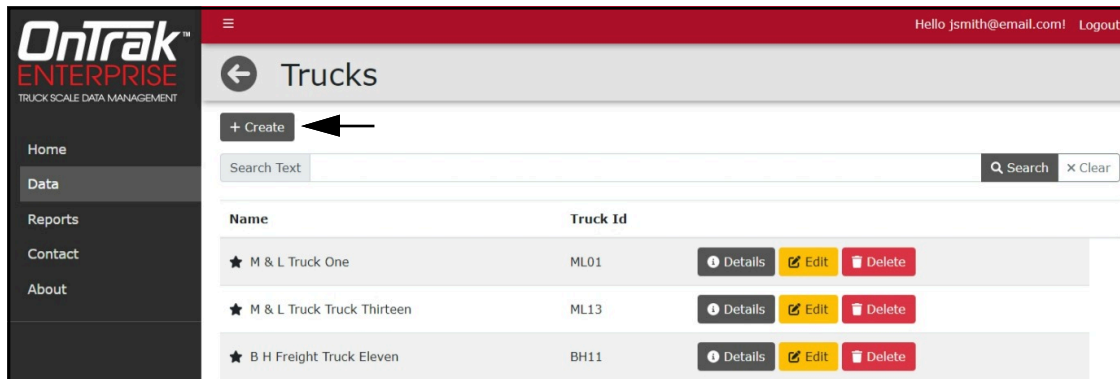 OnTrak™
ENTERPRISE
TRUCK SCALE DATA MANAGEMENT
Home
Data
Reports
Contact
About
Hello jsmith@email.com! Logout
Trucks
+ Create
Search Text Search × Clear
Name Truck Id
M & L Truck One ML01 Details Edit Delete
M & L Truck Truck Thirteen ML13 Details Edit Delete
B H Freight Truck Eleven BH11 Details Edit Delete